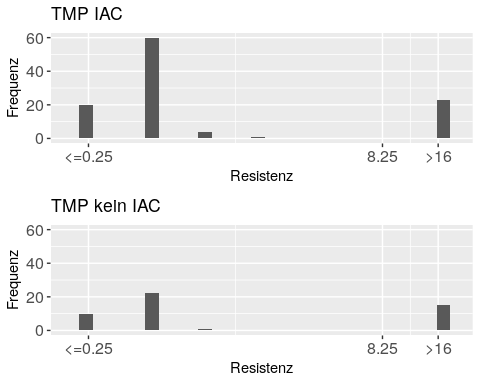 TMP IAC
60
40
20
0
Frequenz
<=0.25 8.25 >16
Resistenz
TMP kein IAC
60
40
20
0
Frequenz
<=0.25 8.25 >16
Resistenz